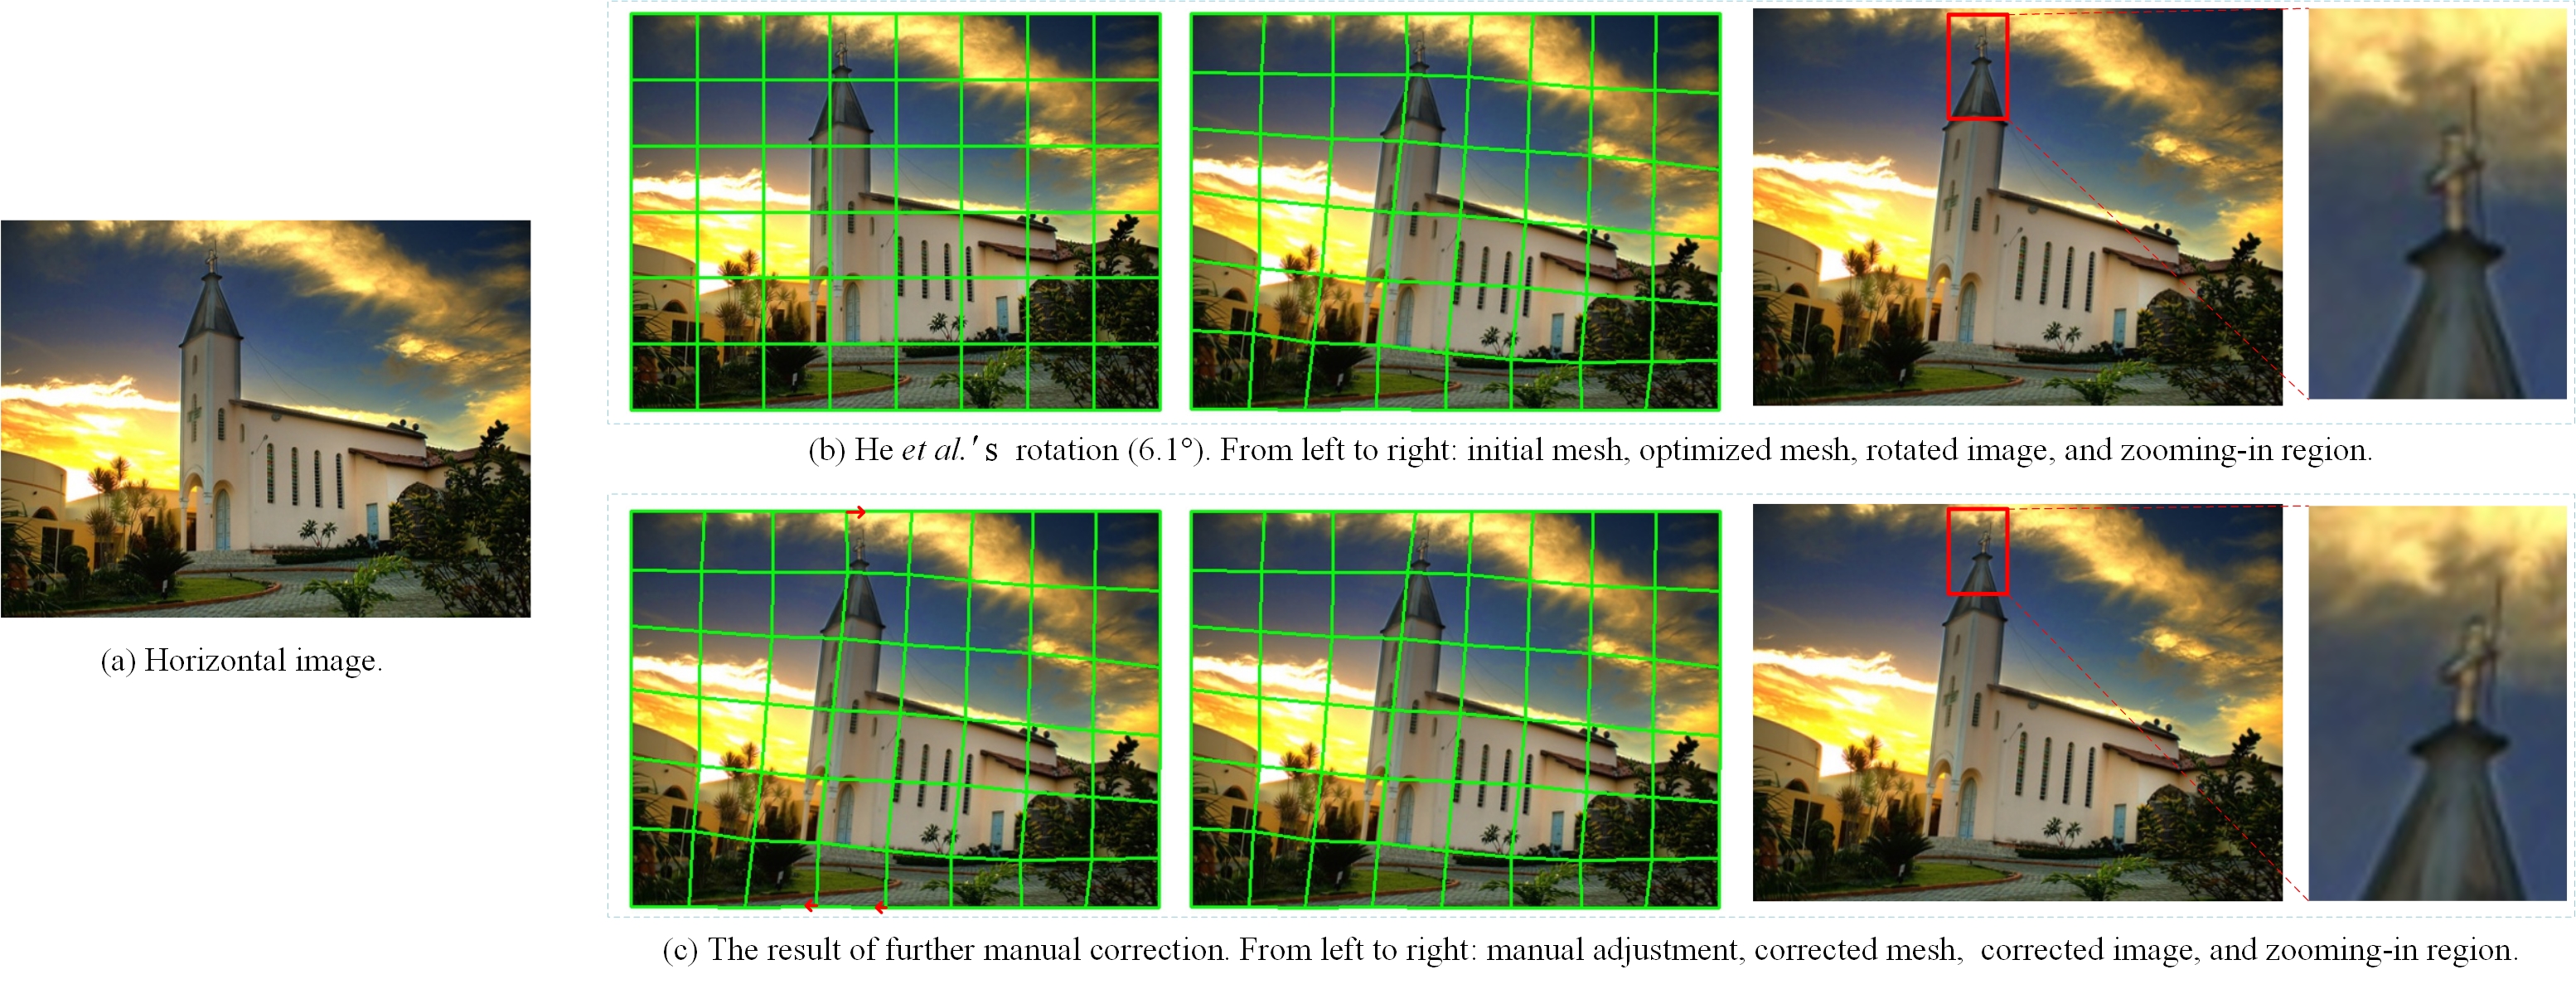 (b) He et al.'s rotation (6.1°). From left to right: initial mesh, optimized mesh, rotated image, and zooming-in region.
(a) Horizontal image.
(c) The result of further manual correction. From left to right: manual adjustment, corrected mesh, corrected image, and zooming-in region.